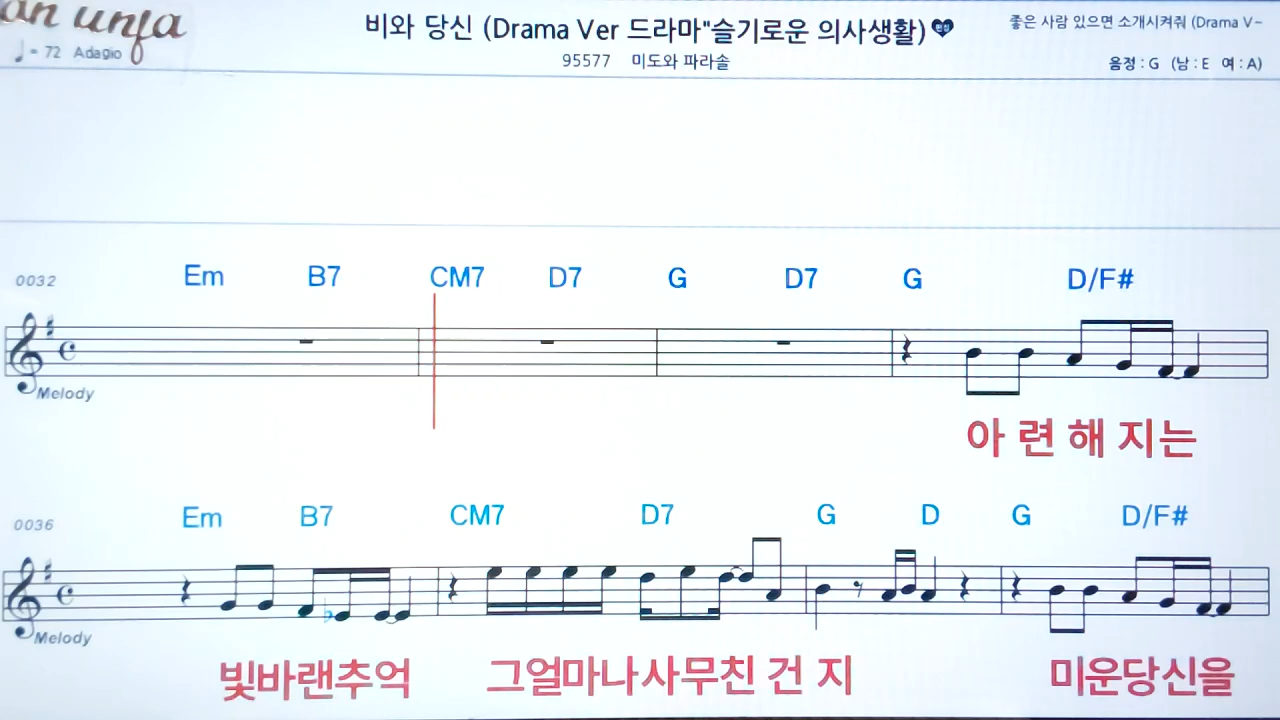 an unfa
♩= 72 Adagio
비와 당신 (Drama Ver 드라마"슬기로운 의사생활)
95577 미도와 파라솔
좋은 사람 있으면 소개시켜줘 (Drama V-
음정 : G (남 : E 여 : A)
0032 Em B7 CM7 D7 G D7 G D/F#
Melody
아 련 해 지는
0036 Em B7 CM7 D7 G D G D/F#
Melody
빛바랜추억 그얼마나사무친 건 지 미운당신을